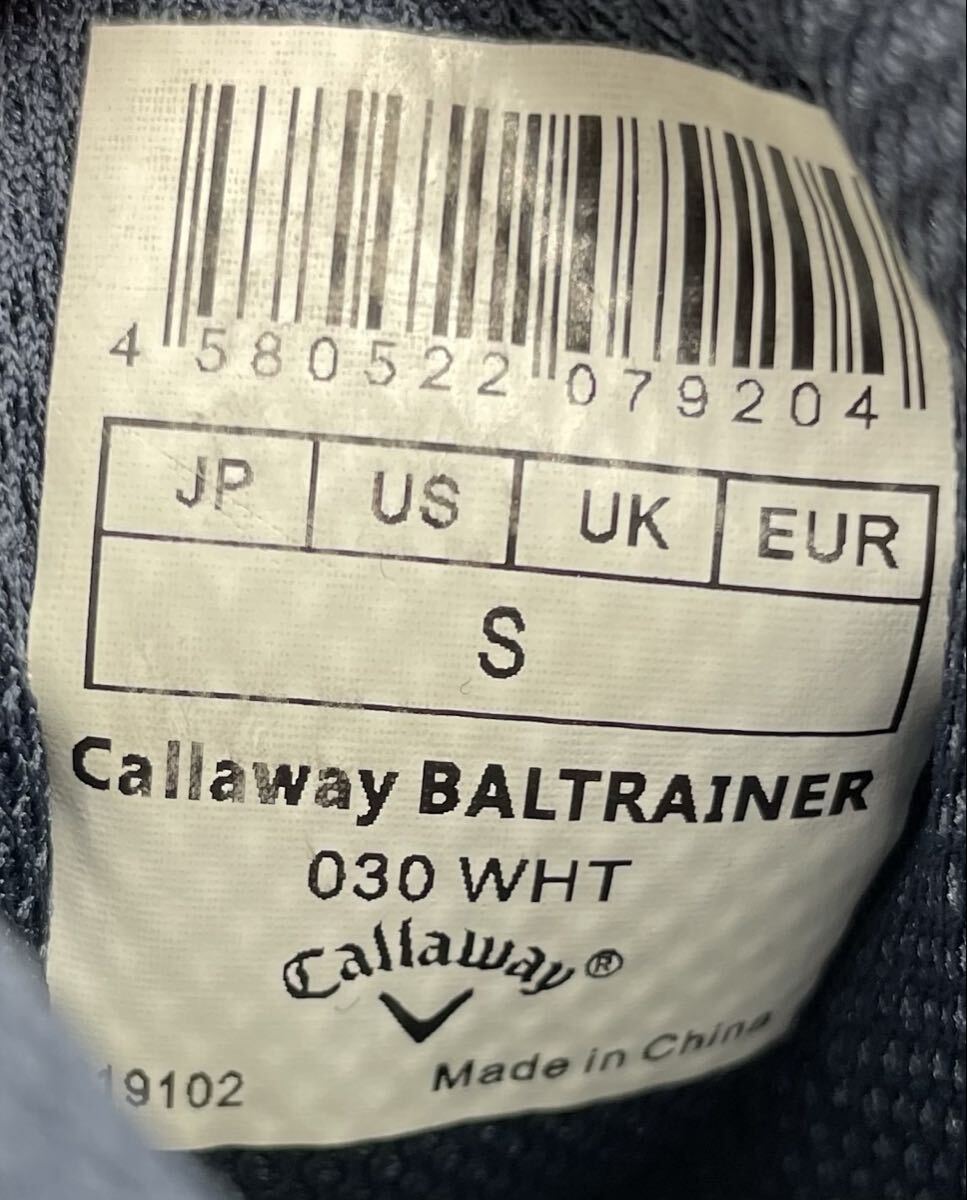 4 580522 079204
JP US UK EUR
S
Callaway BALTRAINER
030 WHT
Callaway®
19102 Made in China